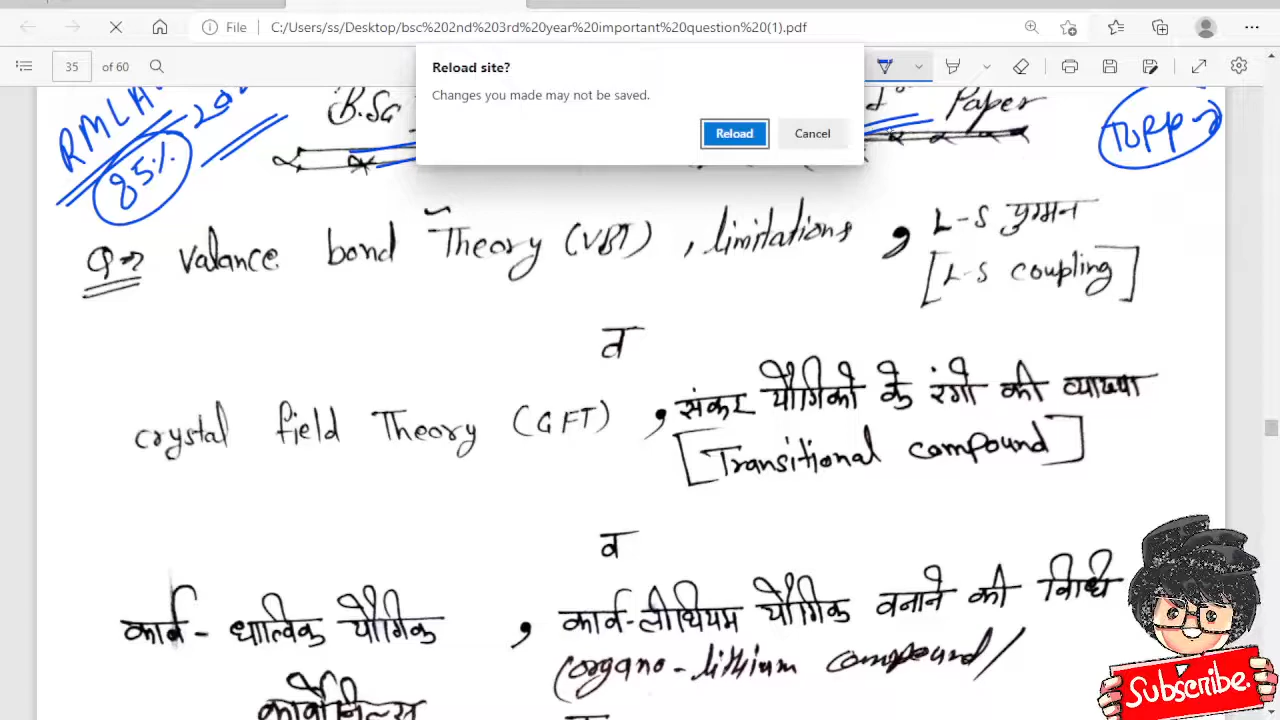 File C:/Users/ss/Desktop/bsc%202nd%203rd%20year%20important%20question%20(1).pdf
35 of 60
Reload site?
Changes you made may not be saved.
Reload Cancel
RMLA
85%
B.Sc Paper
Q⇒ valance bond Theory (VBT), limitations, L-S युग्मन
[L-S coupling]
व
crystal field Theory (CFT), संकर यौगिको के रंगो की व्याख्या
[Transitional compound]
व
कार्ब-धात्विक यौगिक, कार्ब-लीथियम यौगिक बनाने की विधि
(organo-lithium compound)
कार्बोनिल्स
Subscribe.